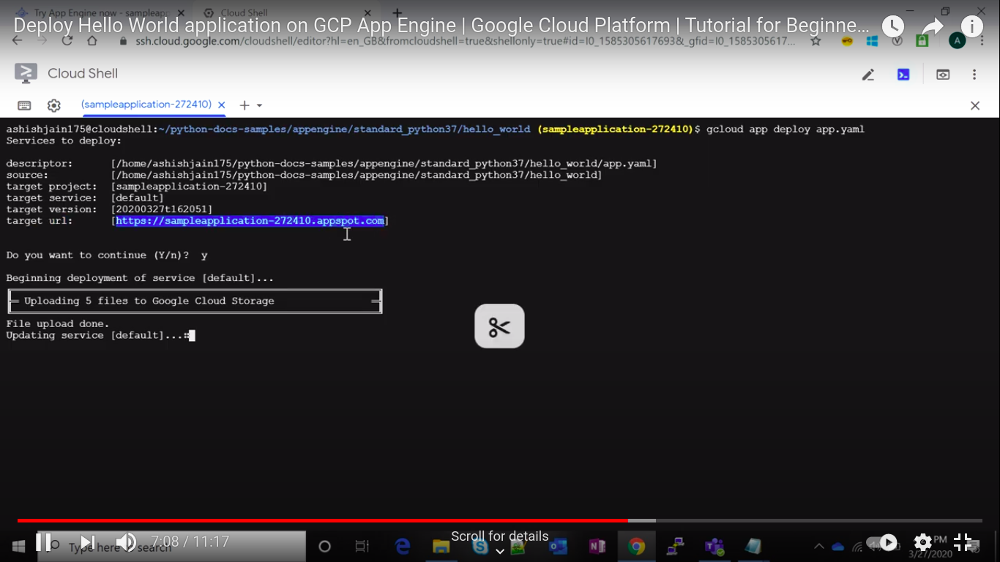 Try App Engine now - sampleap
Cloud Shell
Deploy Hello World application on GCP App Engine | Google Cloud Platform | Tutorial for Beginne...
ssh.cloud.google.com/cloudshell/editor?hl=en_GB&fromcloudshell=true&shellonly=true#id=I0_1585305617693&_gfid=I0_1585305617...
A
Cloud Shell
(sampleapplication-272410)
ashishjain175@cloudshell:~/python-docs-samples/appengine/standard_python37/hello_world (sampleapplication-272410)$ gcloud app deploy app.yaml
Services to deploy:
descriptor: [/home/ashishjain175/python-docs-samples/appengine/standard_python37/hello_world/app.yaml]
source: [/home/ashishjain175/python-docs-samples/appengine/standard_python37/hello_world]
target project: [sampleapplication-272410]
target service: [default]
target version: [20200327t162051]
target url: [https://sampleapplication-272410.appspot.com]
Do you want to continue (Y/n)? y
Beginning deployment of service [default]...
Uploading 5 files to Google Cloud Storage
File upload done.
Updating service [default]...
Scroll for details
Type here to search
7:08 / 11:17
PM
3/27/2020